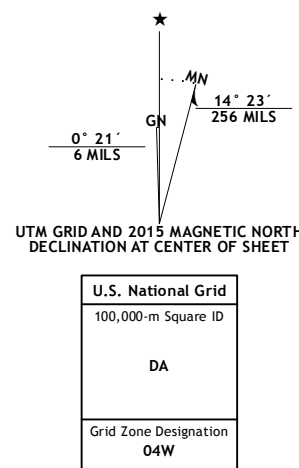 ★
MN
GN
14° 23´
256 MILS
0° 21´
6 MILS
UTM GRID AND 2015 MAGNETIC NORTH
DECLINATION AT CENTER OF SHEET
U.S. National Grid
100,000-m Square ID
DA
Grid Zone Designation
04W